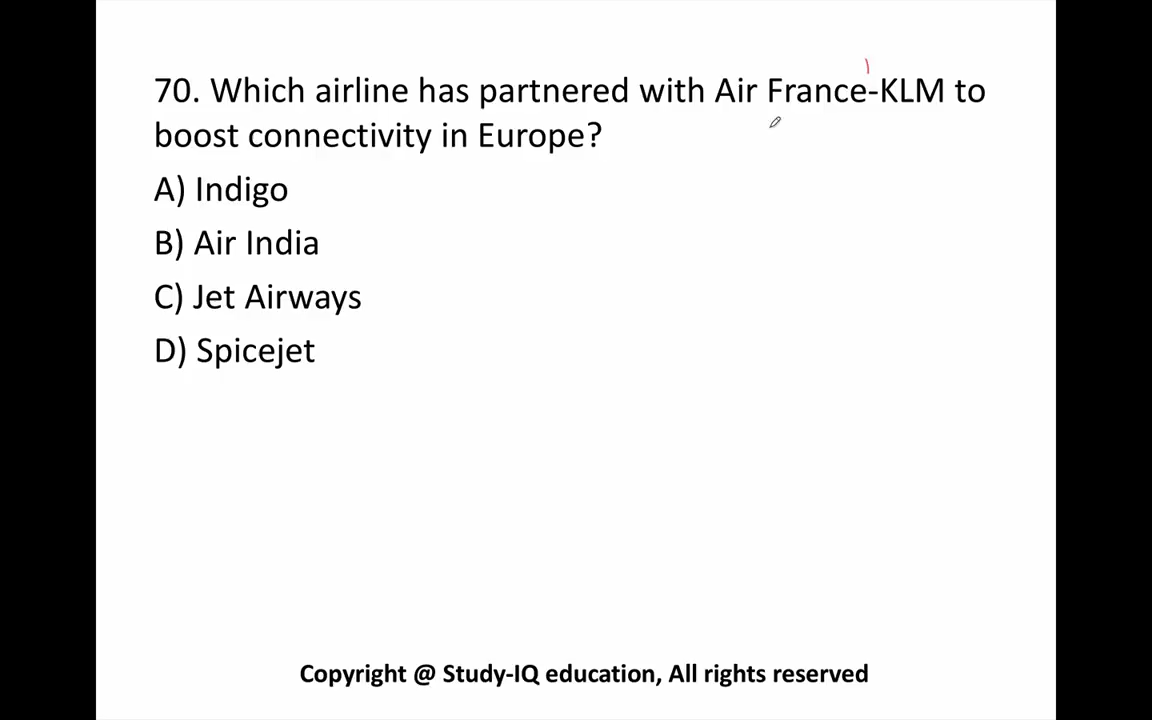 70. Which airline has partnered with Air France-KLM to
boost connectivity in Europe?
A) Indigo
B) Air India
C) Jet Airways
D) Spicejet
Copyright @ Study-IQ education, All rights reserved